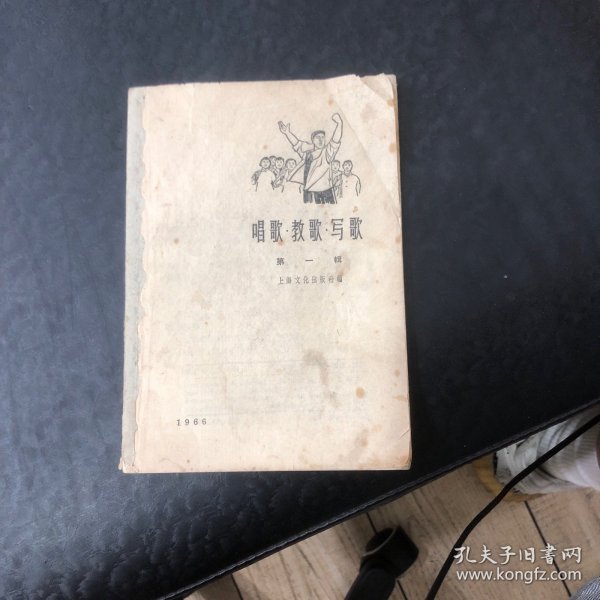 唱歌·教歌·写歌
第一辑
上海文化出版社编
1966
孔夫子旧书网
www.kongfz.com